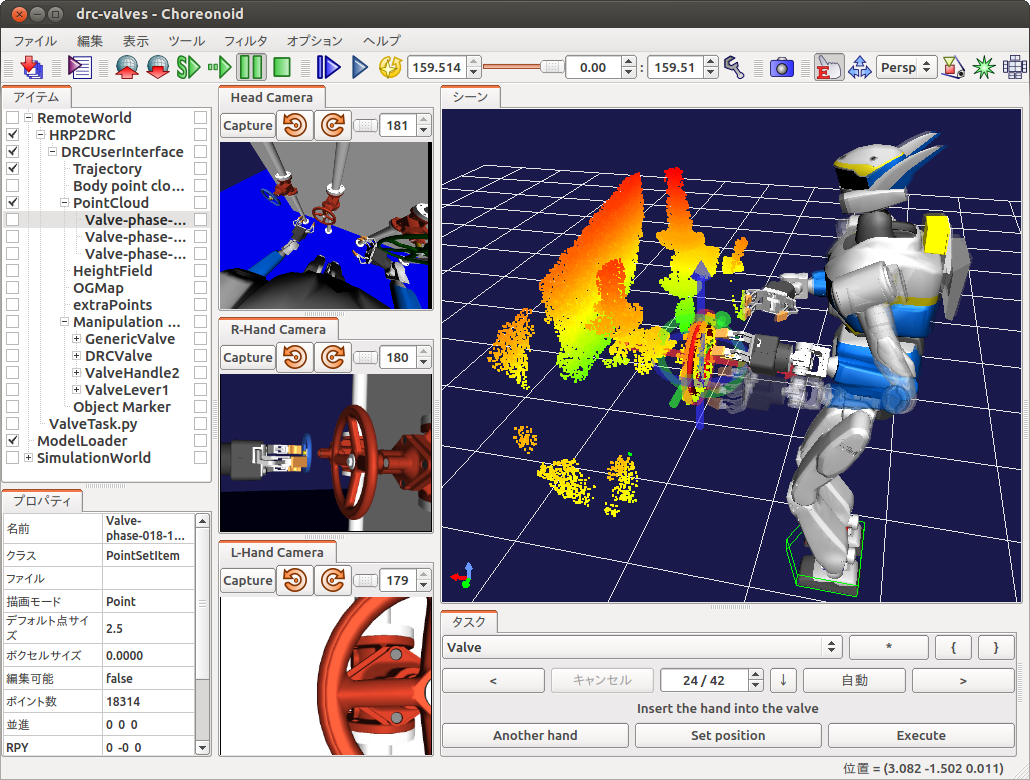 drc-valves - Choreonoid
ファイル 編集 表示 ツール フィルタ オプション ヘルプ
159.514 0.00 : 159.51 E Persp
アイテム
RemoteWorld
HRP2DRC
DRCUserInterface
Trajectory
Body point clo...
PointCloud
Valve-phase-...
Valve-phase-...
Valve-phase-...
HeightField
OGMap
extraPoints
Manipulation ...
GenericValve
DRCValve
ValveHandle2
ValveLever1
Object Marker
ValveTask.py
ModelLoader
SimulationWorld
プロパティ
名前 Valve-
phase-018-1...
クラス PointSetItem
ファイル
描画モード Point
デフォルト点サイ
ズ 2.5
ボクセルサイズ 0.0000
編集可能 false
ポイント数 18314
並進 0 0 0
RPY 0 -0 0
Head Camera
Capture 181
R-Hand Camera
Capture 180
L-Hand Camera
Capture 179
シーン
タスク
Valve * { }
< キャンセル 24 / 42 ↓ 自動 >
Insert the hand into the valve
Another hand Set position Execute
位置 = (3.082 -1.502 0.011)